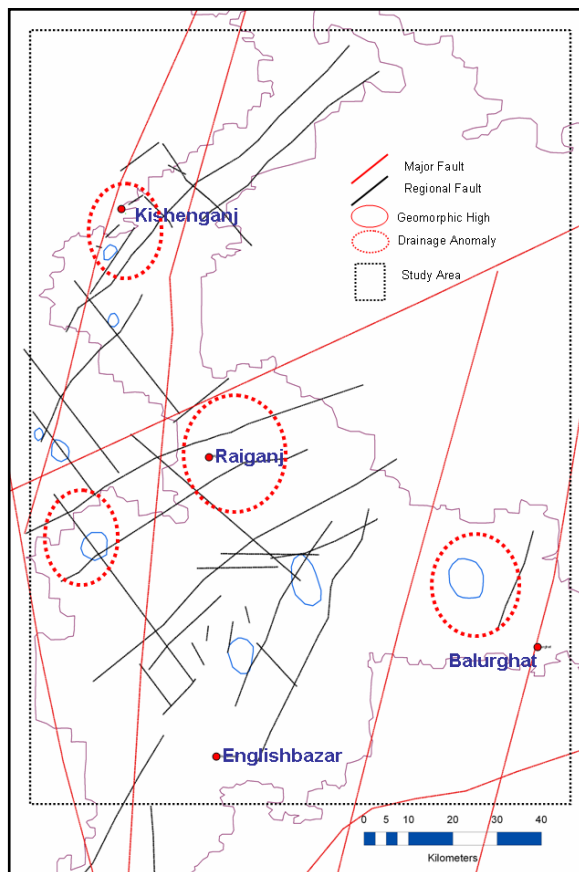 Major Fault
Regional Fault
Kishenganj
Geomorphic High
Drainage Anomaly
Study Area
Raiganj
Balurghat
Englishbazar
0 5 10 20 30 40
Kilometers